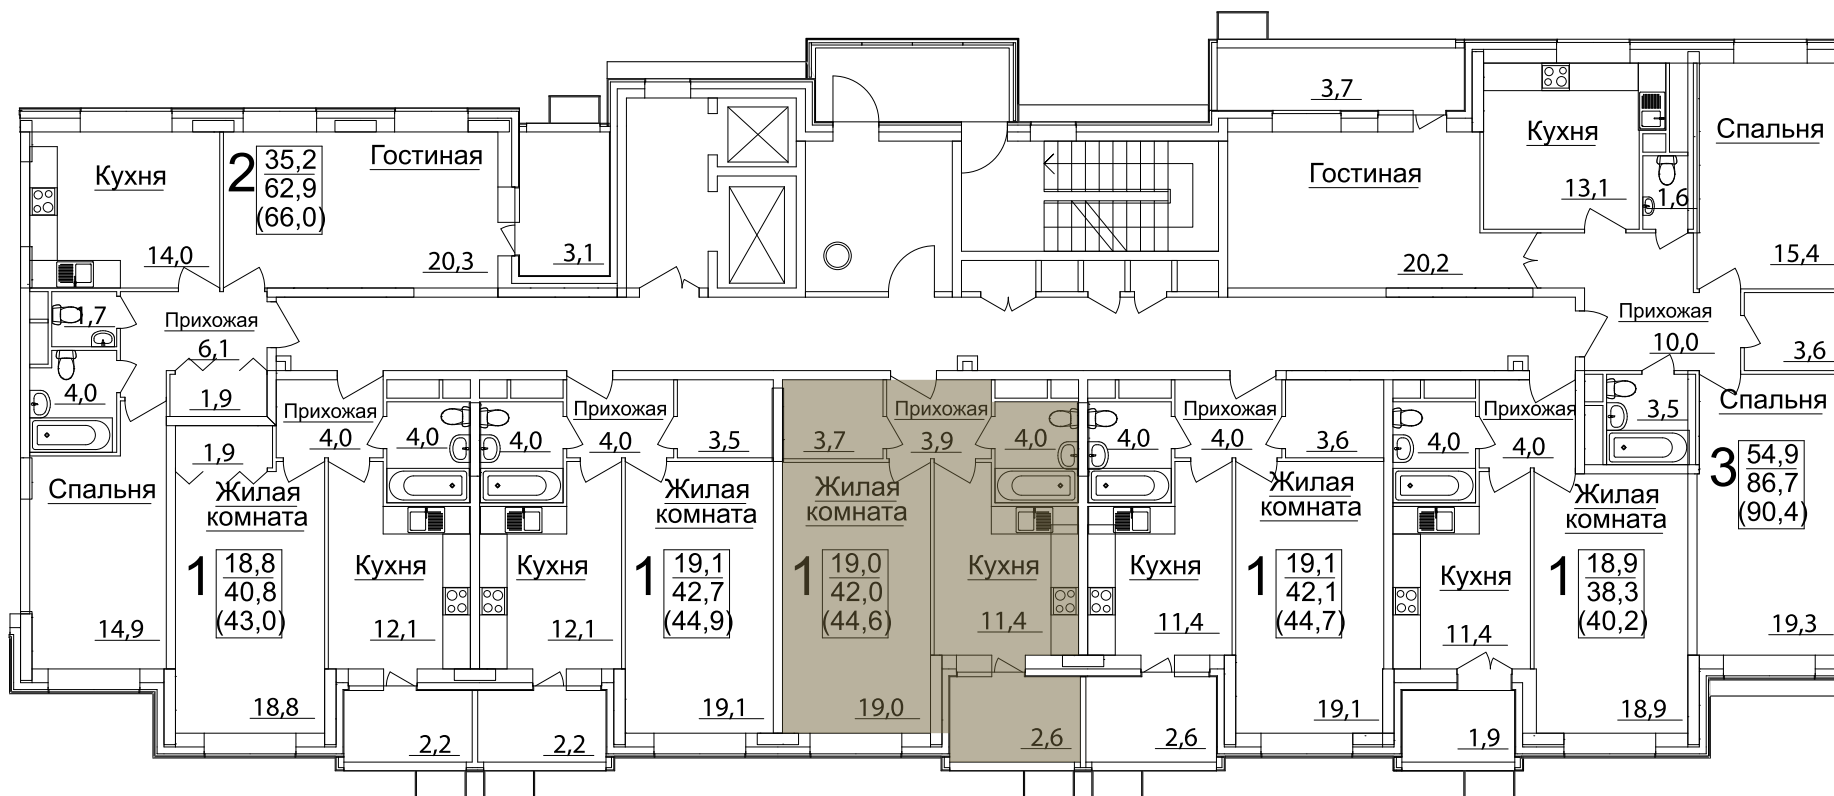 3,7
Кухня
Спальня
2
35,2
62,9
(66,0)
Гостиная
Кухня
Гостиная
13,1
1,6
14,0
20,3
3,1
20,2
15,4
1,7
Прихожая
6,1
Прихожая
10,0
3,6
4,0
1,9
Прихожая
4,0
4,0
4,0
Прихожая
4,0
3,5
3,7
Прихожая
3,9
4,0
4,0
Прихожая
4,0
3,6
4,0
Прихожая
4,0
3,5
Спальня
1,9
3
54,9
86,7
(90,4)
Спальня
Жилая
комната
Жилая
комната
Жилая
комната
Жилая
комната
Жилая
комната
1
18,8
40,8
(43,0)
Кухня
Кухня
1
19,1
42,7
(44,9)
1
19,0
42,0
(44,6)
Кухня
Кухня
1
19,1
42,1
(44,7)
Кухня
1
18,9
38,3
(40,2)
14,9
12,1
12,1
11,4
11,4
11,4
19,3
18,8
19,1
19,0
19,1
18,9
2,2
2,2
2,6
2,6
1,9